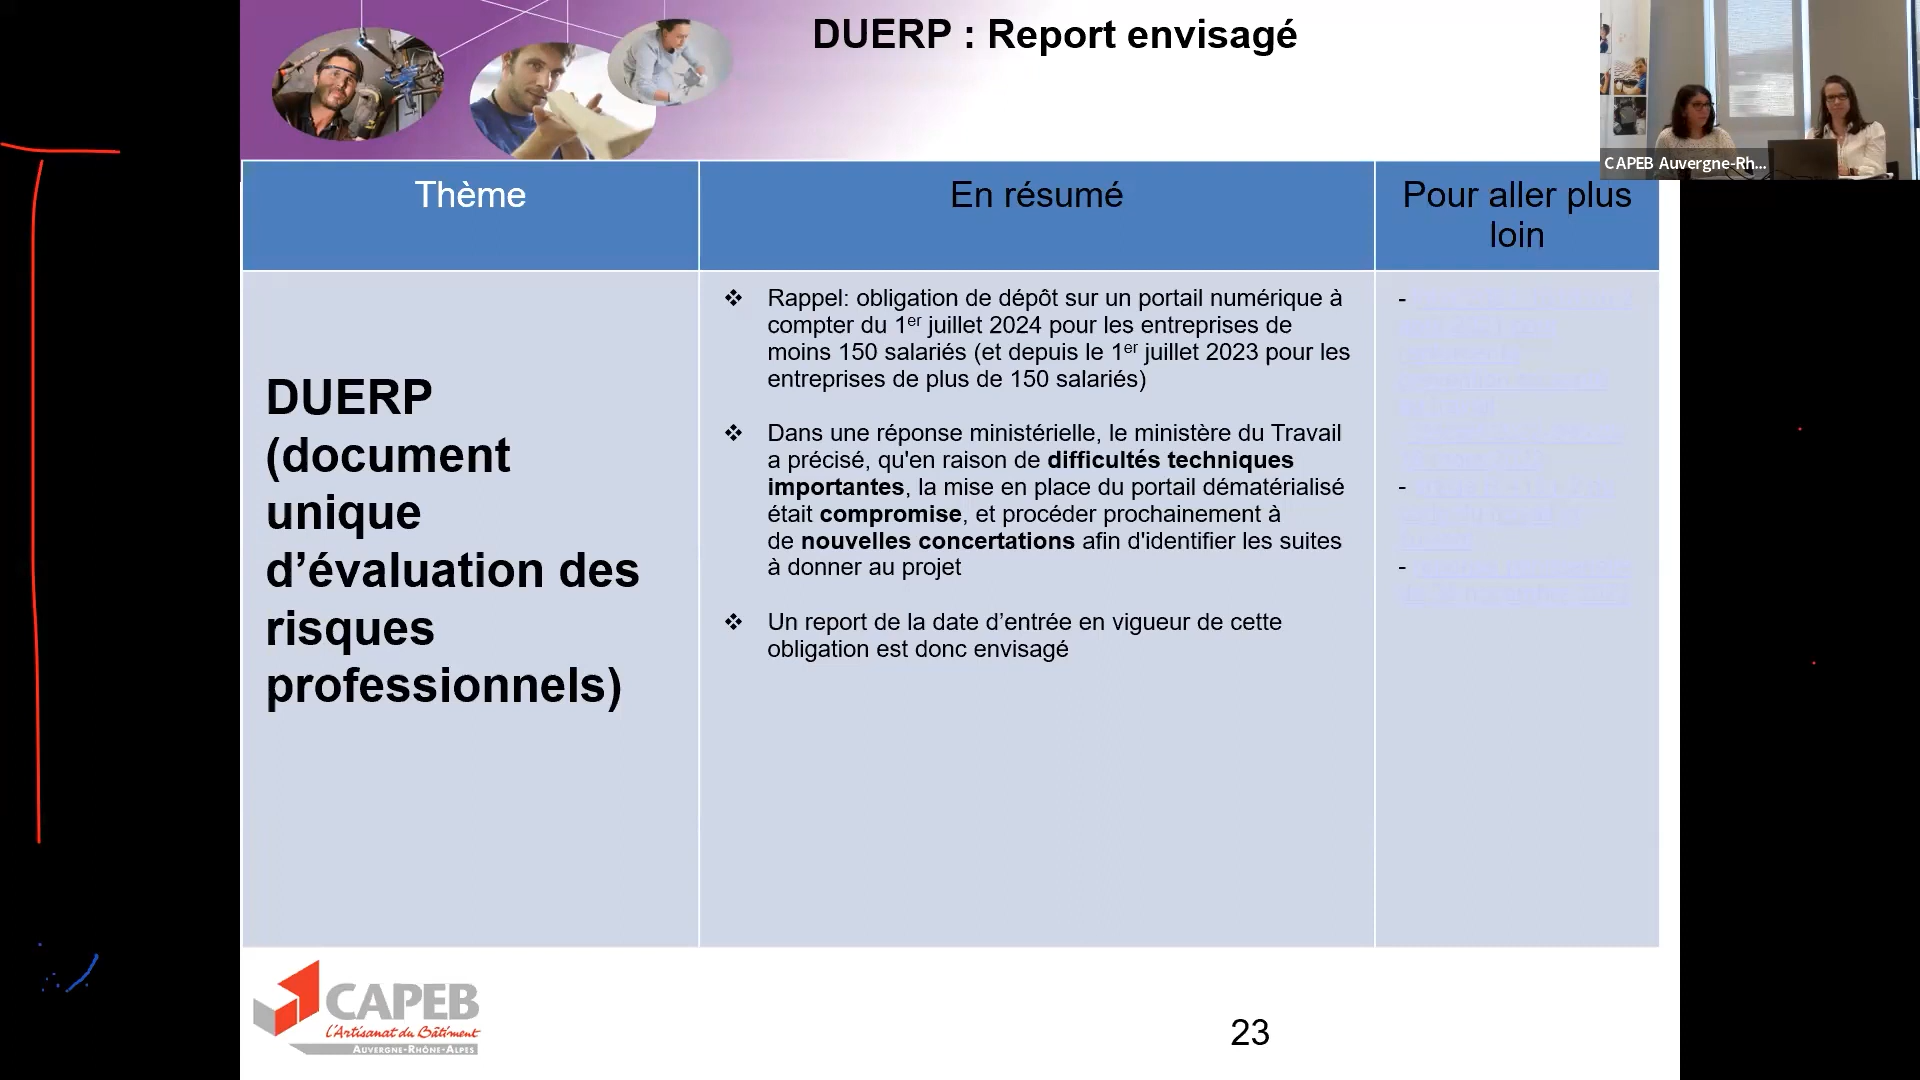 DUERP : Report envisagé
CAPEB Auvergne-Rh...
Thème
En résumé
Pour aller plus
loin
DUERP
(document
unique
d’évaluation des
risques
professionnels)
❖ Rappel: obligation de dépôt sur un portail numérique à
compter du 1er juillet 2024 pour les entreprises de
moins 150 salariés (et depuis le 1er juillet 2023 pour les
entreprises de plus de 150 salariés)
❖ Dans une réponse ministérielle, le ministère du Travail
a précisé, qu'en raison de difficultés techniques
importantes, la mise en place du portail dématérialisé
était compromise, et procéder prochainement à
de nouvelles concertations afin d'identifier les suites
à donner au projet
❖ Un report de la date d’entrée en vigueur de cette
obligation est donc envisagé
CAPEB
L'Artisanat du Bâtiment
AUVERGNE-RHÔNE-ALPES
23